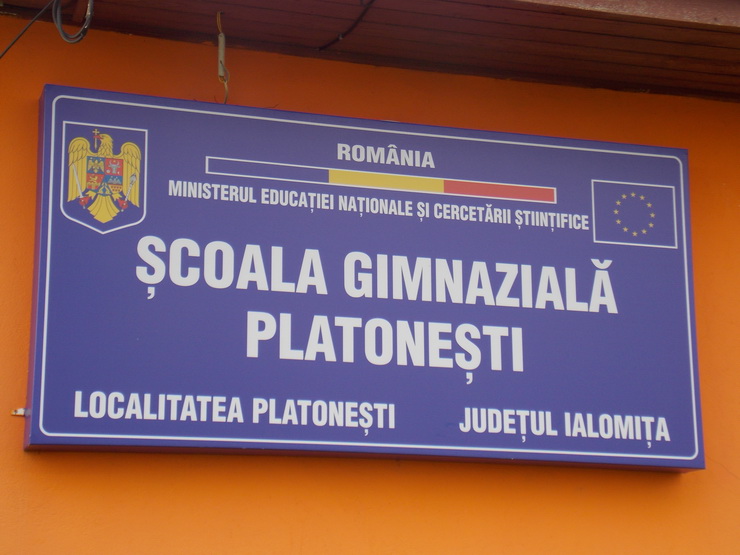 ROMÂNIA
MINISTERUL EDUCAȚIEI NAȚIONALE ȘI CERCETĂRII ȘTIINȚIFICE
ȘCOALA GIMNAZIALĂ
PLATONEȘTI
LOCALITATEA PLATONEȘTI JUDEȚUL IALOMIȚA